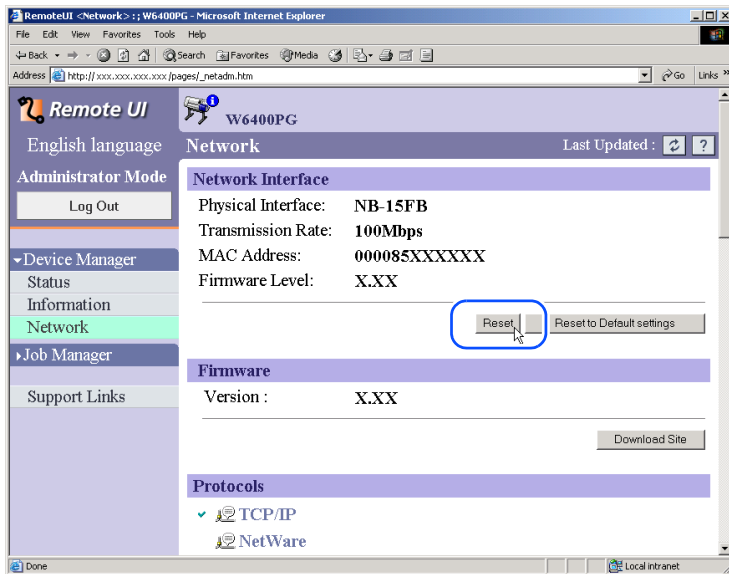 RemoteUI <Network> : ; W6400PG - Microsoft Internet Explorer
File Edit View Favorites Tools Help
Back Search Favorites Media
Address http://xxx.xxx.xxx.xxx/pages/_netadm.htm Go Links »
Remote UI
W6400PG
English language
Network Last Updated : ?
Administrator Mode
Log Out
Network Interface
Physical Interface: NB-15FB
Transmission Rate: 100Mbps
MAC Address: 000085XXXXXX
Firmware Level: X.XX
Device Manager
Status
Information
Network
Job Manager
Support Links
Reset Reset to Default settings
Firmware
Version : X.XX
Download Site
Protocols
TCP/IP
NetWare
Done Local intranet